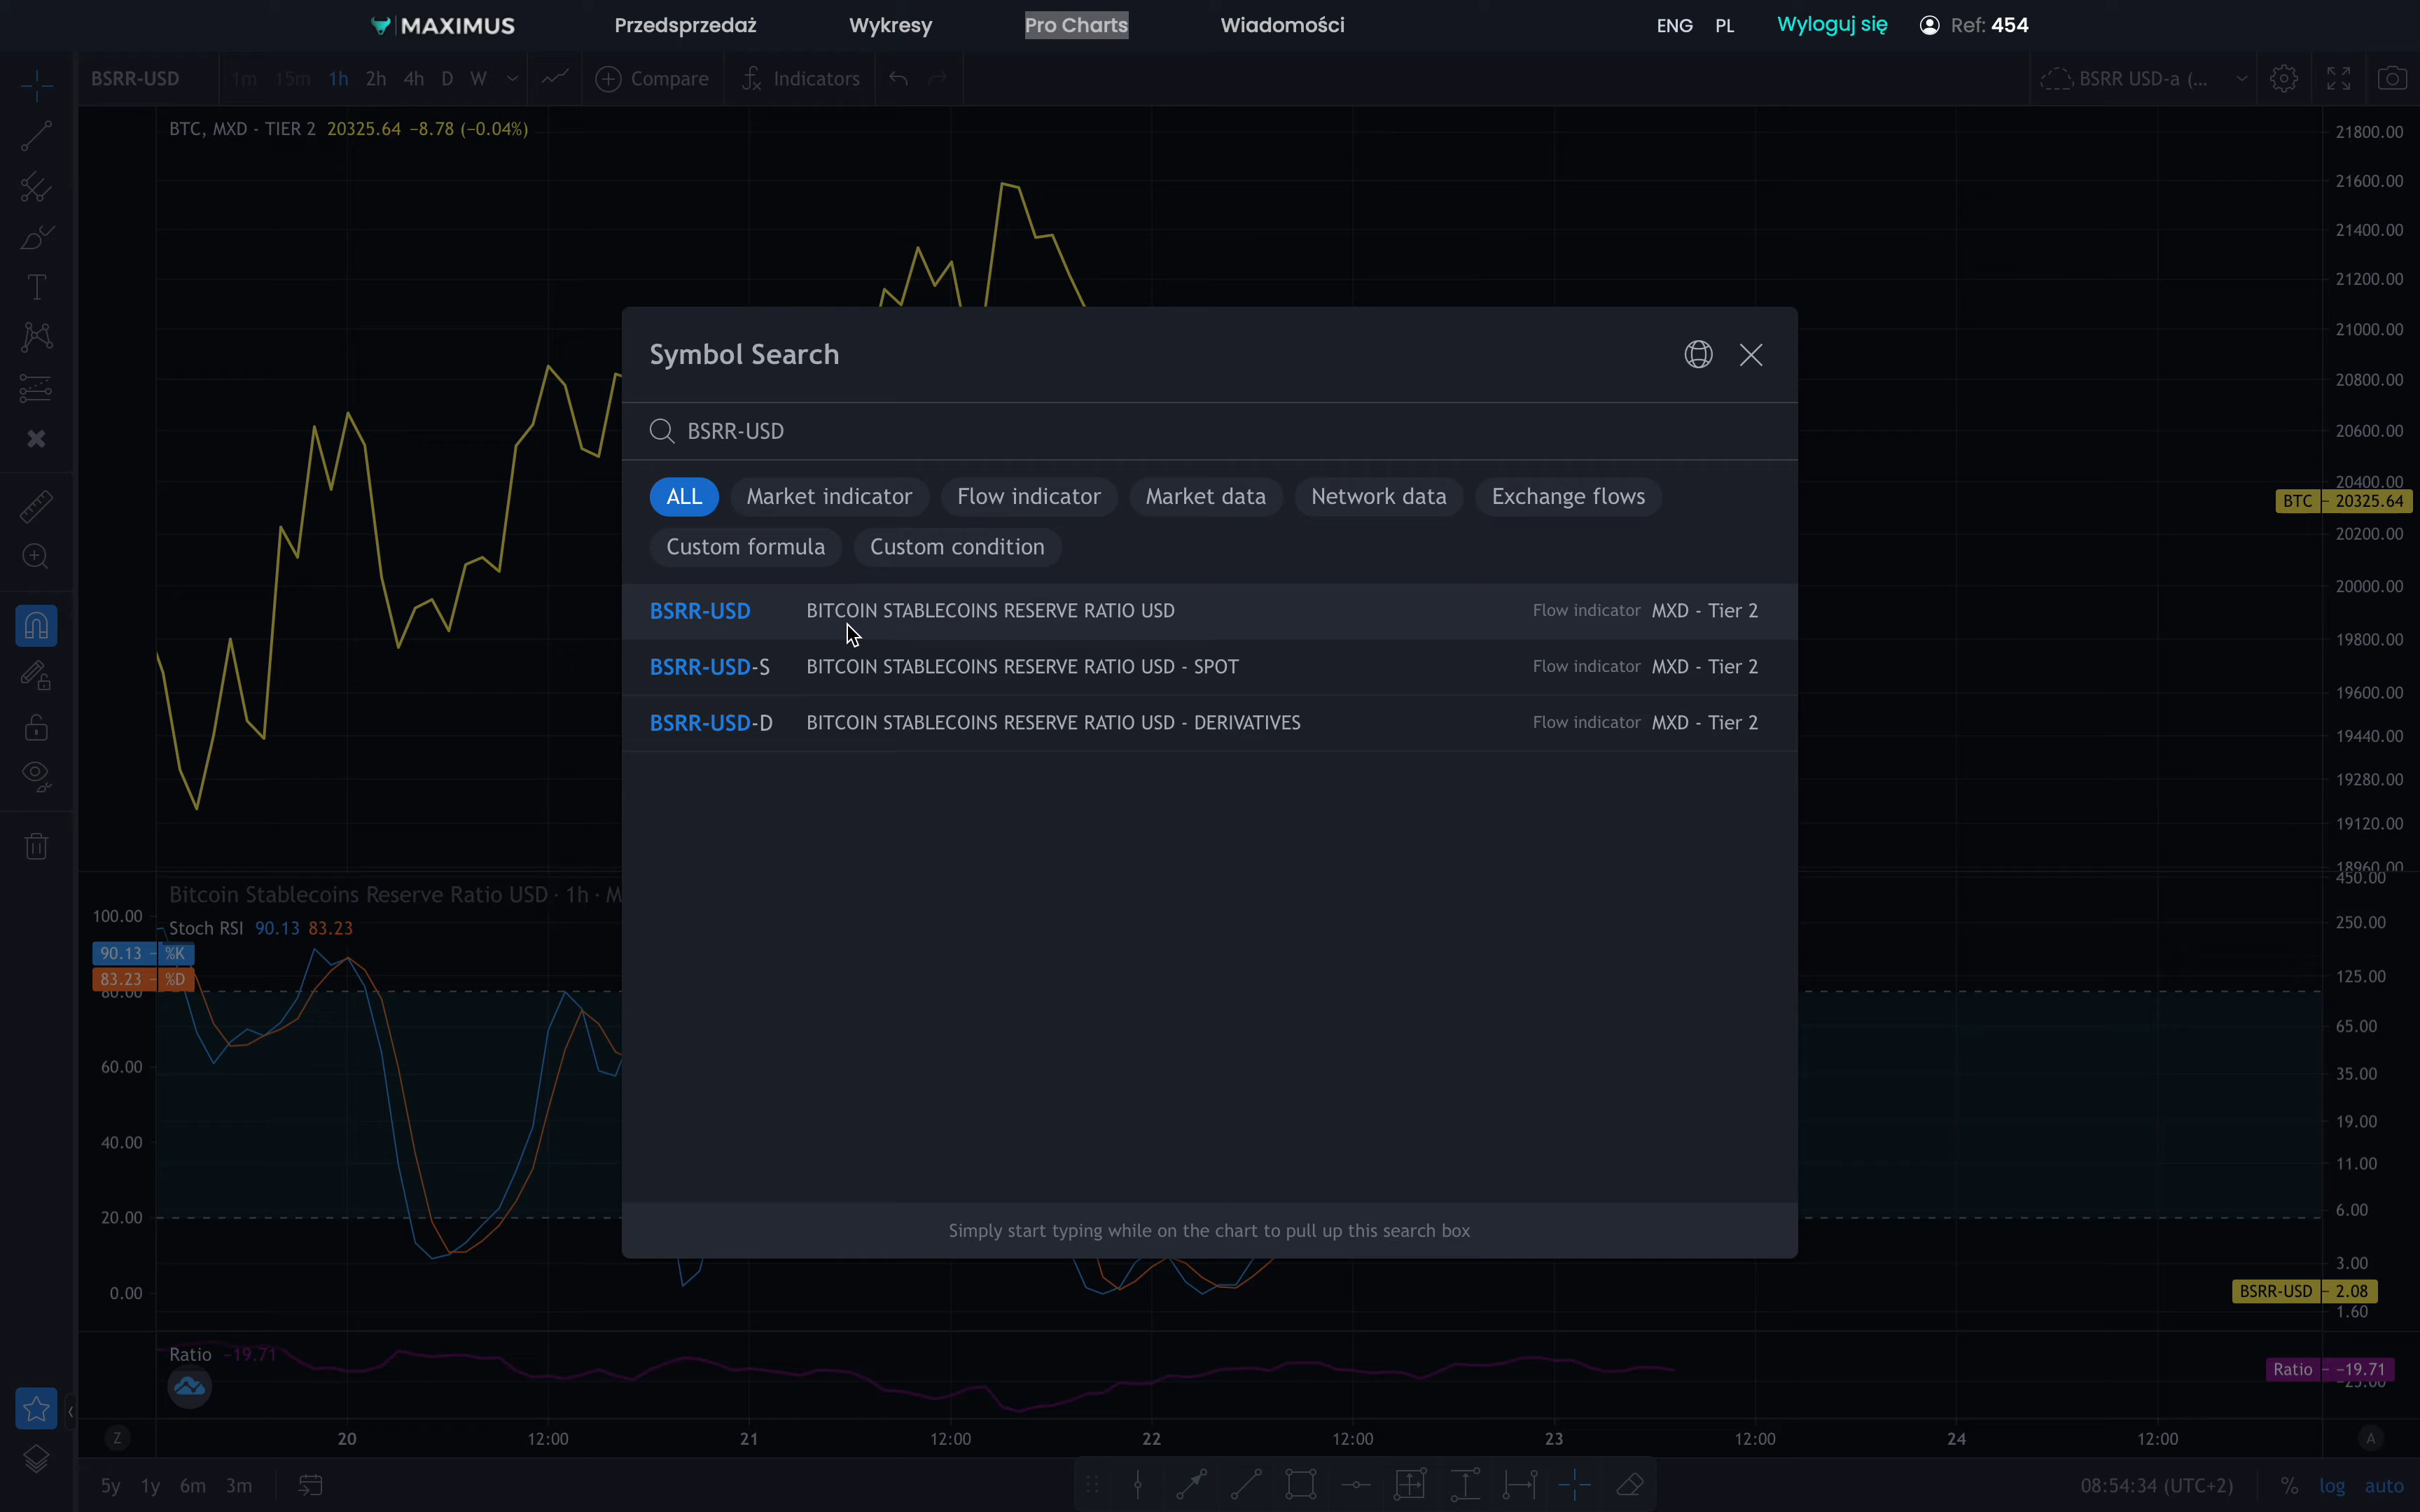 MAXIMUS Przedsprzedaż Wykresy Pro Charts Wiadomości ENG PL Wyloguj się Ref: 454
BSRR-USD 1m 15m 1h 2h 4h D W Compare Indicators BSRR USD-a (...
BTC, MXD - TIER 2 20325.64 −8.78 (−0.04%)
21800.00
21600.00
21400.00
21200.00
21000.00
20800.00
20600.00
20400.00
BTC 20325.64
20200.00
20000.00
19800.00
19600.00
19440.00
19280.00
19120.00
18960.00
Symbol Search
BSRR-USD
ALL Market indicator Flow indicator Market data Network data Exchange flows
Custom formula Custom condition
BSRR-USD BITCOIN STABLECOINS RESERVE RATIO USD Flow indicator MXD - Tier 2
BSRR-USD-S BITCOIN STABLECOINS RESERVE RATIO USD - SPOT Flow indicator MXD - Tier 2
BSRR-USD-D BITCOIN STABLECOINS RESERVE RATIO USD - DERIVATIVES Flow indicator MXD - Tier 2
Simply start typing while on the chart to pull up this search box
Bitcoin Stablecoins Reserve Ratio USD · 1h · M
Stoch RSI 90.13 83.23
100.00
90.13 %K
83.23 %D
80.00
60.00
40.00
20.00
0.00
450.00
250.00
125.00
65.00
35.00
19.00
11.00
6.00
3.00
BSRR-USD 2.08
1.60
Ratio −19.71
Ratio −19.71
−25.00
Z 20 12:00 21 12:00 22 12:00 23 12:00 24 12:00 A
5y 1y 6m 3m 08:54:34 (UTC+2) % log auto